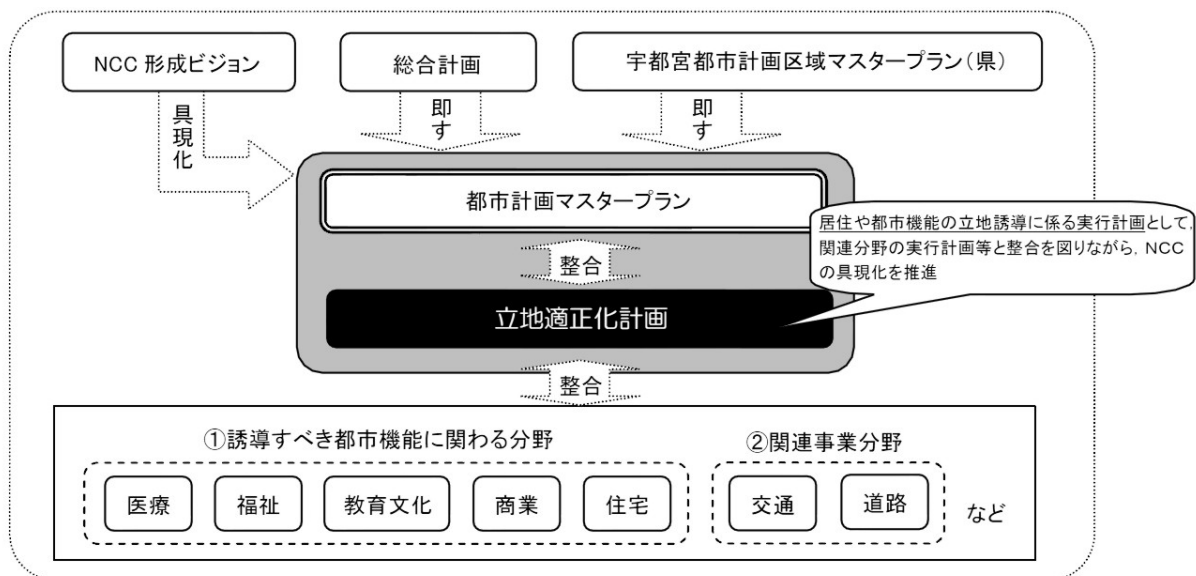 NCC 形成ビジョン
総合計画
宇都宮都市計画区域マスタープラン(県)
具現化
即す
即す
都市計画マスタープラン
整合
居住や都市機能の立地誘導に係る実行計画として,
関連分野の実行計画等と整合を図りながら, NCC
の具現化を推進
立地適正化計画
整合
①誘導すべき都市機能に関わる分野
②関連事業分野
医療
福祉
教育文化
商業
住宅
交通
道路
など